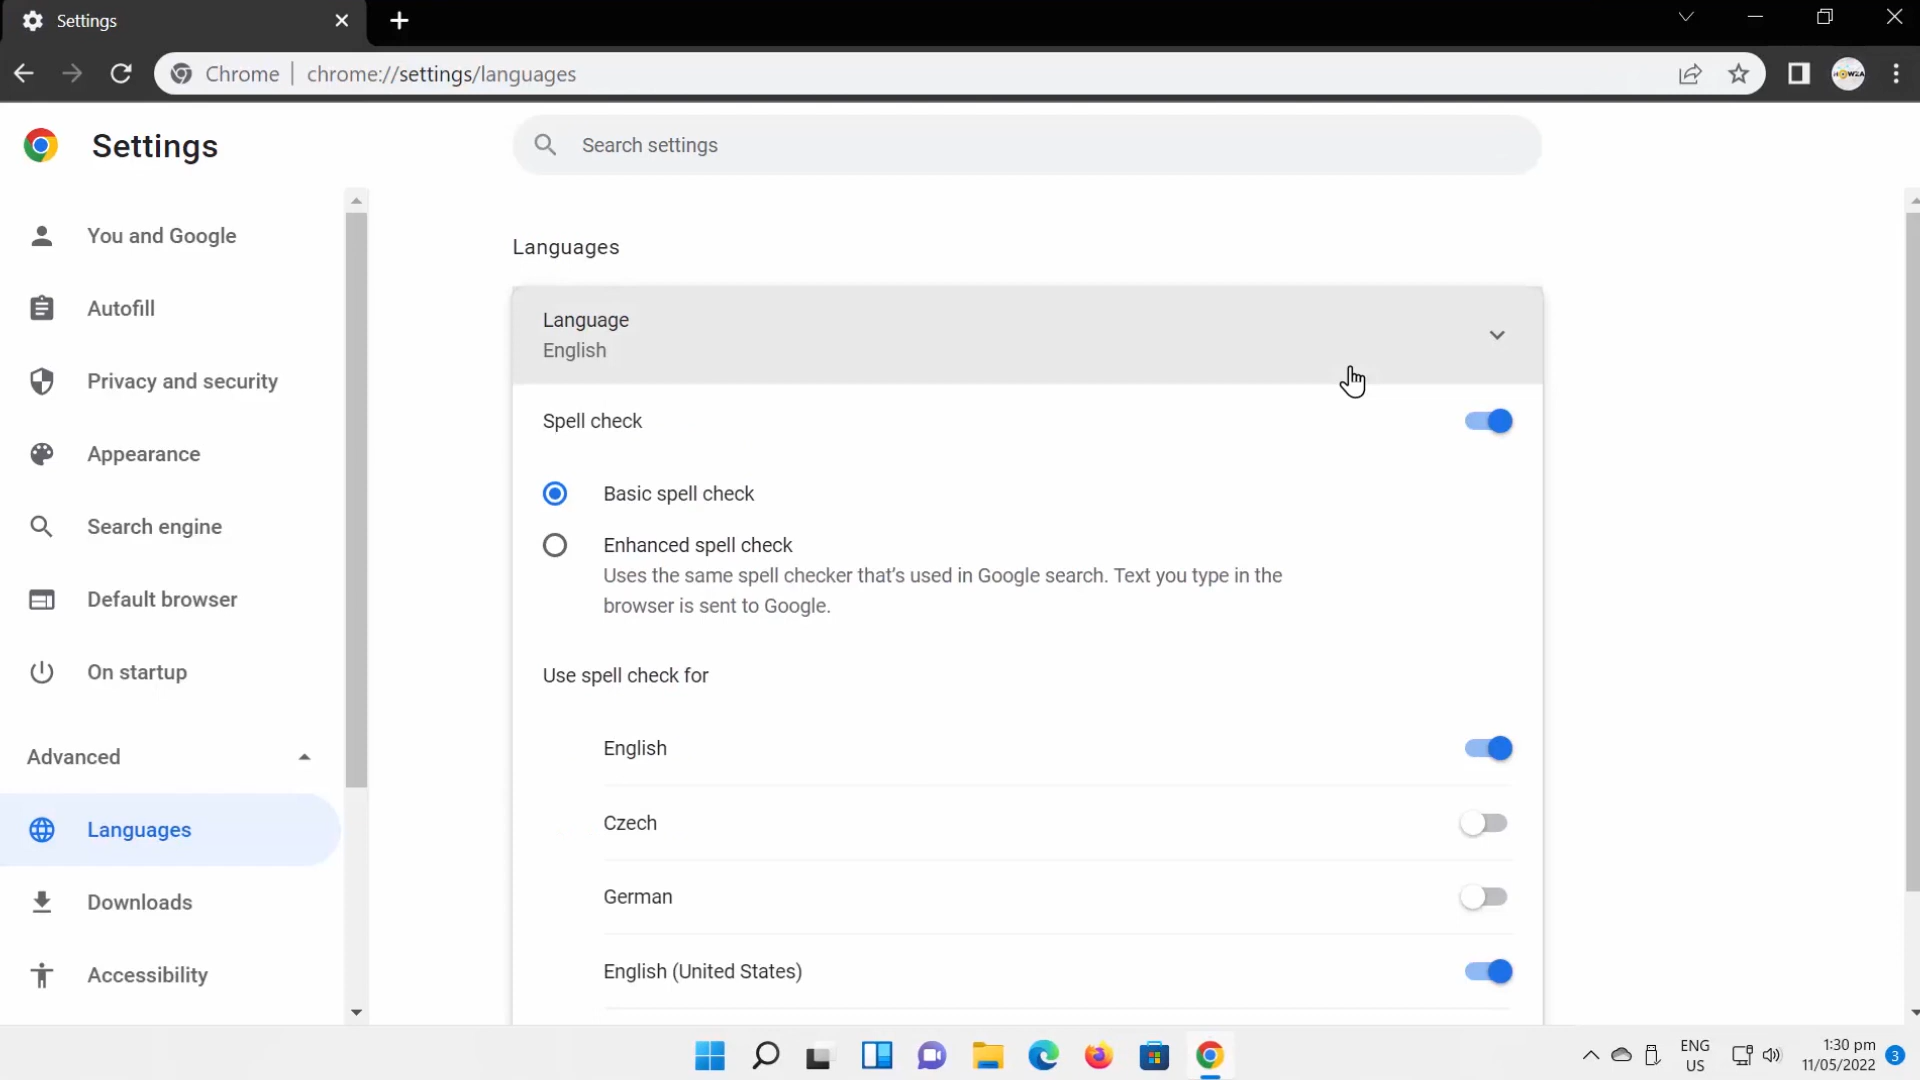 Settings
Chrome
chrome://settings/languages
Settings
Search settings
You and Google
Autofill
Privacy and security
Appearance
Search engine
Default browser
On startup
Advanced
Languages
Downloads
Accessibility
Languages
Language
English
Spell check
Basic spell check
Enhanced spell check
Uses the same spell checker that's used in Google search. Text you type in the
browser is sent to Google.
Use spell check for
English
Czech
German
English (United States)
ENG
US
1:30 pm
11/05/2022
3